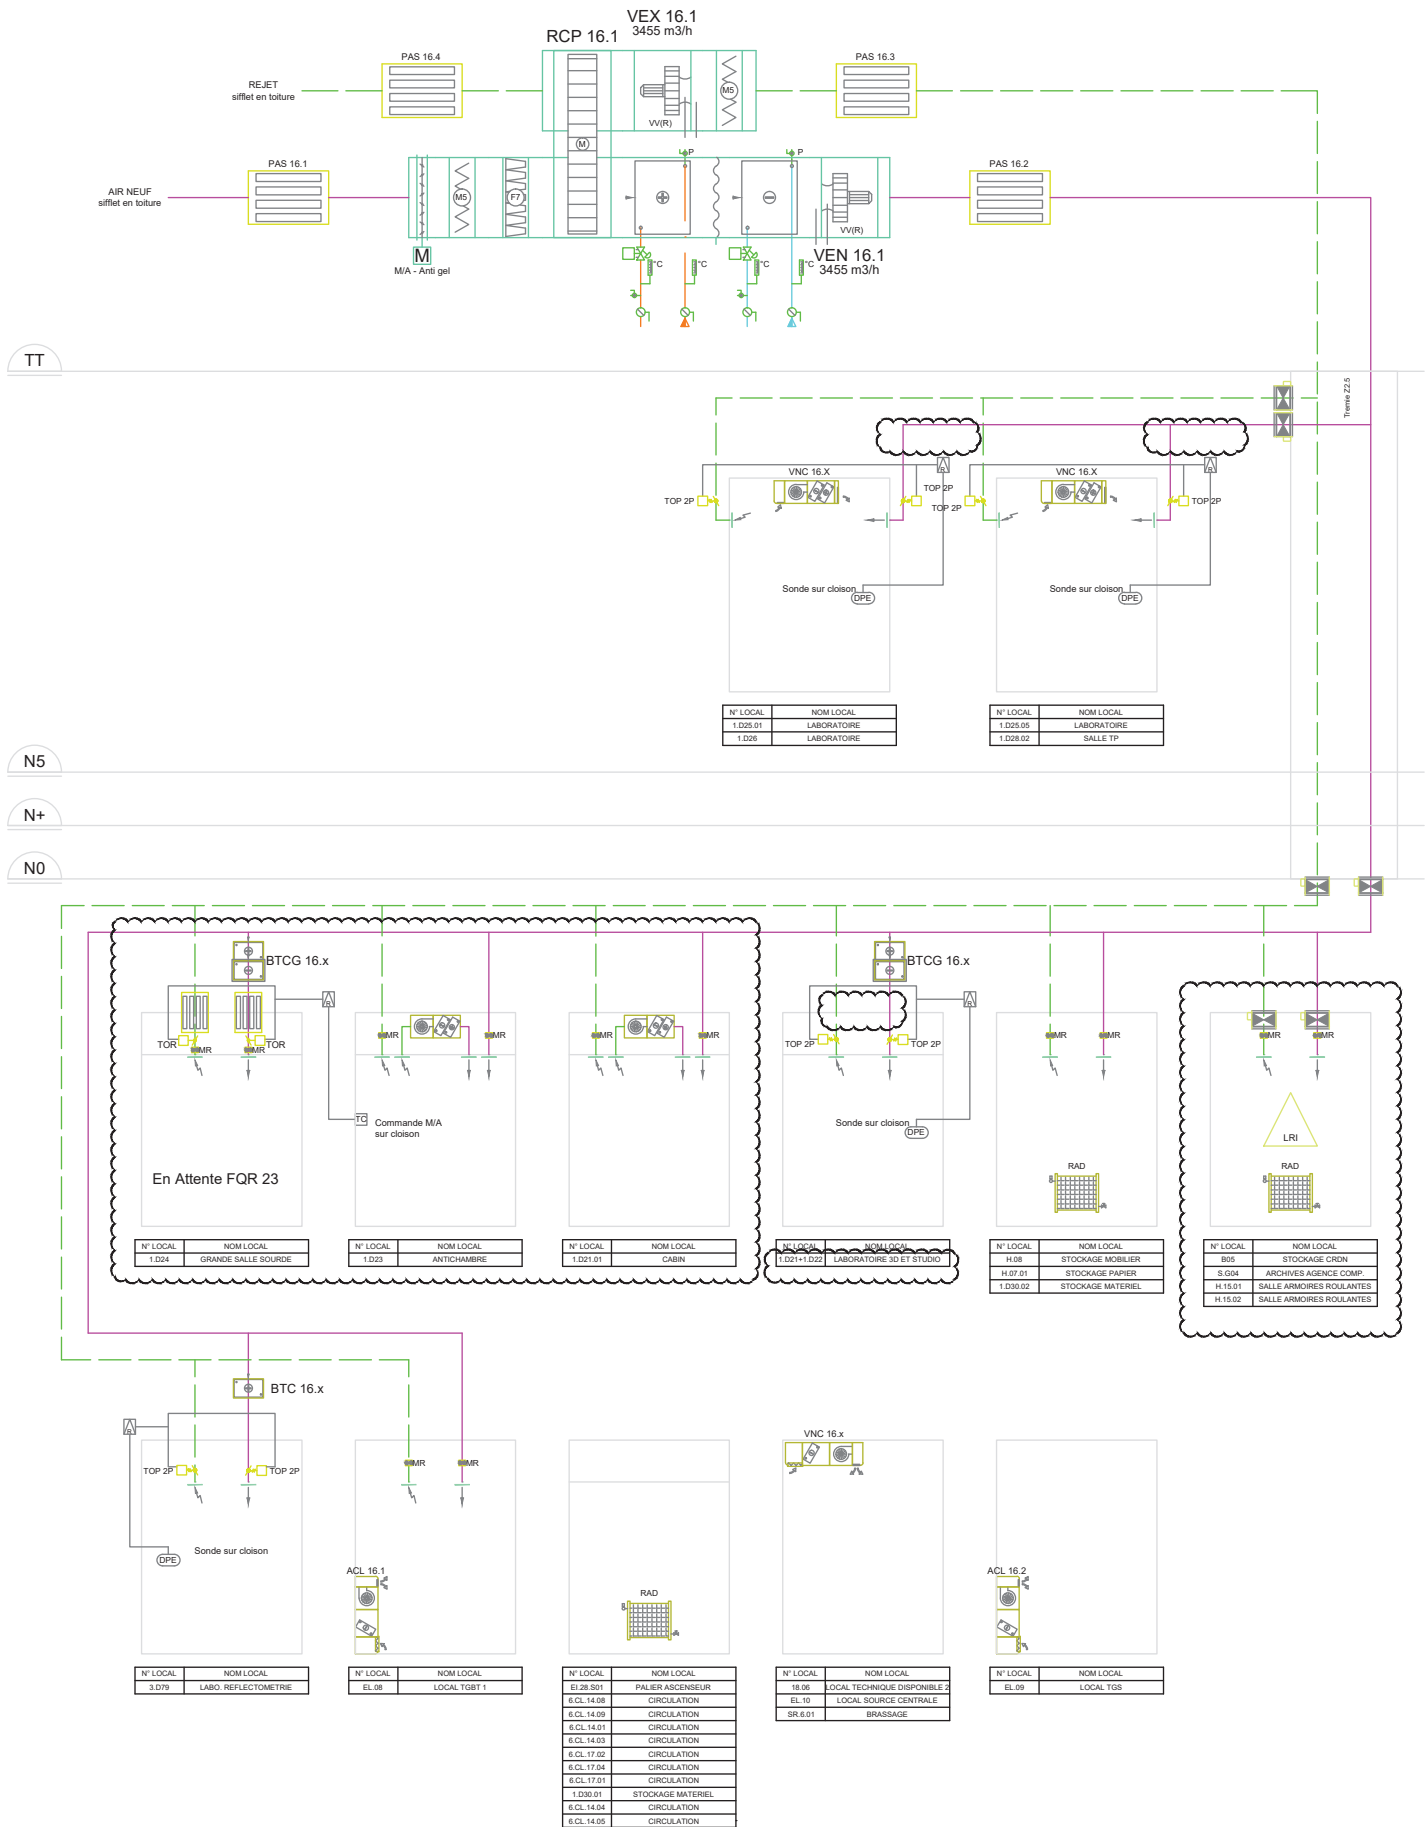 VEX 16.1
3455 m3/h
RCP 16.1
PAS 16.4
PAS 16.3
REJET
sifflet en toiture
M5
VV(R)
M
P
P
PAS 16.1
PAS 16.2
AIR NEUF
sifflet en toiture
M5
F7
VV(R)
M
M/A - Anti gel
VEN 16.1
3455 m3/h
°C
°C
°C
°C
TT
Tremie Z2.5
R
R
VNC 16.X
VNC 16.X
TOP 2P
TOP 2P
TOP 2P
TOP 2P
Sonde sur cloison
DPE
Sonde sur cloison
DPE
N° LOCAL NOM LOCAL
1.D25.01 LABORATOIRE
1.D26 LABORATOIRE
N° LOCAL NOM LOCAL
1.D25.05 LABORATOIRE
1.D28.02 SALLE TP
N5
N+
N0
BTCG 16.x
BTCG 16.x
R
R
TOR
MR
MR
TOR
MR
MR
MR
MR
TOP 2P
TOP 2P
MR
MR
MR
MR
TC
Commande M/A
sur cloison
Sonde sur cloison
DPE
LRI
En Attente FQR 23
RAD
RAD
N° LOCAL NOM LOCAL
1.D24 GRANDE SALLE SOURDE
N° LOCAL NOM LOCAL
1.D23 ANTICHAMBRE
N° LOCAL NOM LOCAL
1.D21.01 CABIN
N° LOCAL NOM LOCAL
1.D21+1.D22 LABORATOIRE 3D ET STUDIO
N° LOCAL NOM LOCAL
H.08 STOCKAGE MOBILIER
H.07.01 STOCKAGE PAPIER
1.D30.02 STOCKAGE MATERIEL
N° LOCAL NOM LOCAL
B05 STOCKAGE CRDN
S.G04 ARCHIVES AGENCE COMP.
H.15.01 SALLE ARMOIRES ROULANTES
H.15.02 SALLE ARMOIRES ROULANTES
BTC 16.x
R
VNC 16.x
TOP 2P
TOP 2P
MR
MR
Sonde sur cloison
DPE
ACL 16.1
RAD
ACL 16.2
N° LOCAL NOM LOCAL
3.D79 LABO. REFLECTOMETRIE
N° LOCAL NOM LOCAL
EL.08 LOCAL TGBT 1
N° LOCAL NOM LOCAL
EI.28.S01 PALIER ASCENSEUR
6.CL.14.08 CIRCULATION
6.CL.14.09 CIRCULATION
6.CL.14.01 CIRCULATION
6.CL.14.03 CIRCULATION
6.CL.17.02 CIRCULATION
6.CL.17.04 CIRCULATION
6.CL.17.01 CIRCULATION
1.D30.01 STOCKAGE MATERIEL
6.CL.14.04 CIRCULATION
6.CL.14.05 CIRCULATION
N° LOCAL NOM LOCAL
18.06 LOCAL TECHNIQUE DISPONIBLE 2
EL.10 LOCAL SOURCE CENTRALE
SR.6.01 BRASSAGE
N° LOCAL NOM LOCAL
EL.09 LOCAL TGS